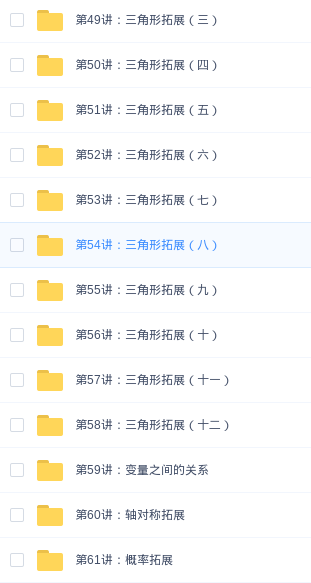 第49讲：三角形拓展（三）
第50讲：三角形拓展（四）
第51讲：三角形拓展（五）
第52讲：三角形拓展（六）
第53讲：三角形拓展（七）
第54讲：三角形拓展（八）
第55讲：三角形拓展（九）
第56讲：三角形拓展（十）
第57讲：三角形拓展（十一）
第58讲：三角形拓展（十二）
第59讲：变量之间的关系
第60讲：轴对称拓展
第61讲：概率拓展